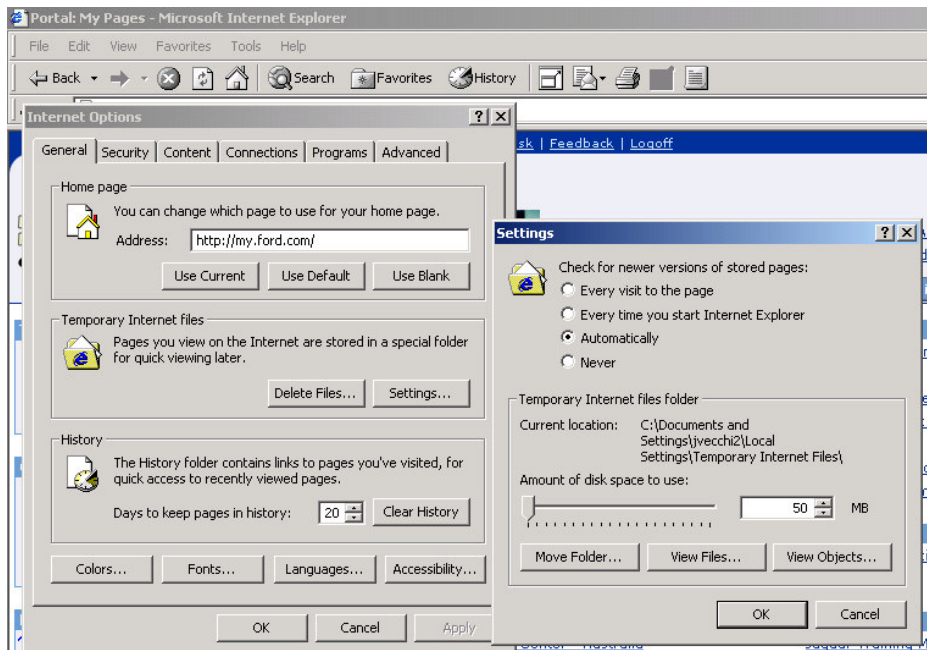 Portal: My Pages - Microsoft Internet Explorer
File Edit View Favorites Tools Help
Back Search Favorites History
Internet Options
sk | Feedback | Logoff
General Security Content Connections Programs Advanced
Home page
You can change which page to use for your home page.
Address: http://my.ford.com/
Use Current Use Default Use Blank
Temporary Internet files
Pages you view on the Internet are stored in a special folder
for quick viewing later.
Delete Files... Settings...
History
The History folder contains links to pages you've visited, for
quick access to recently viewed pages.
Days to keep pages in history: 20 Clear History
Colors... Fonts... Languages... Accessibility...
OK Cancel Apply
Settings
Check for newer versions of stored pages:
Every visit to the page
Every time you start Internet Explorer
Automatically
Never
Temporary Internet files folder
Current location: C:\Documents and
Settings\jvecchi2\Local
Settings\Temporary Internet Files\
Amount of disk space to use:
50 MB
Move Folder... View Files... View Objects...
OK Cancel